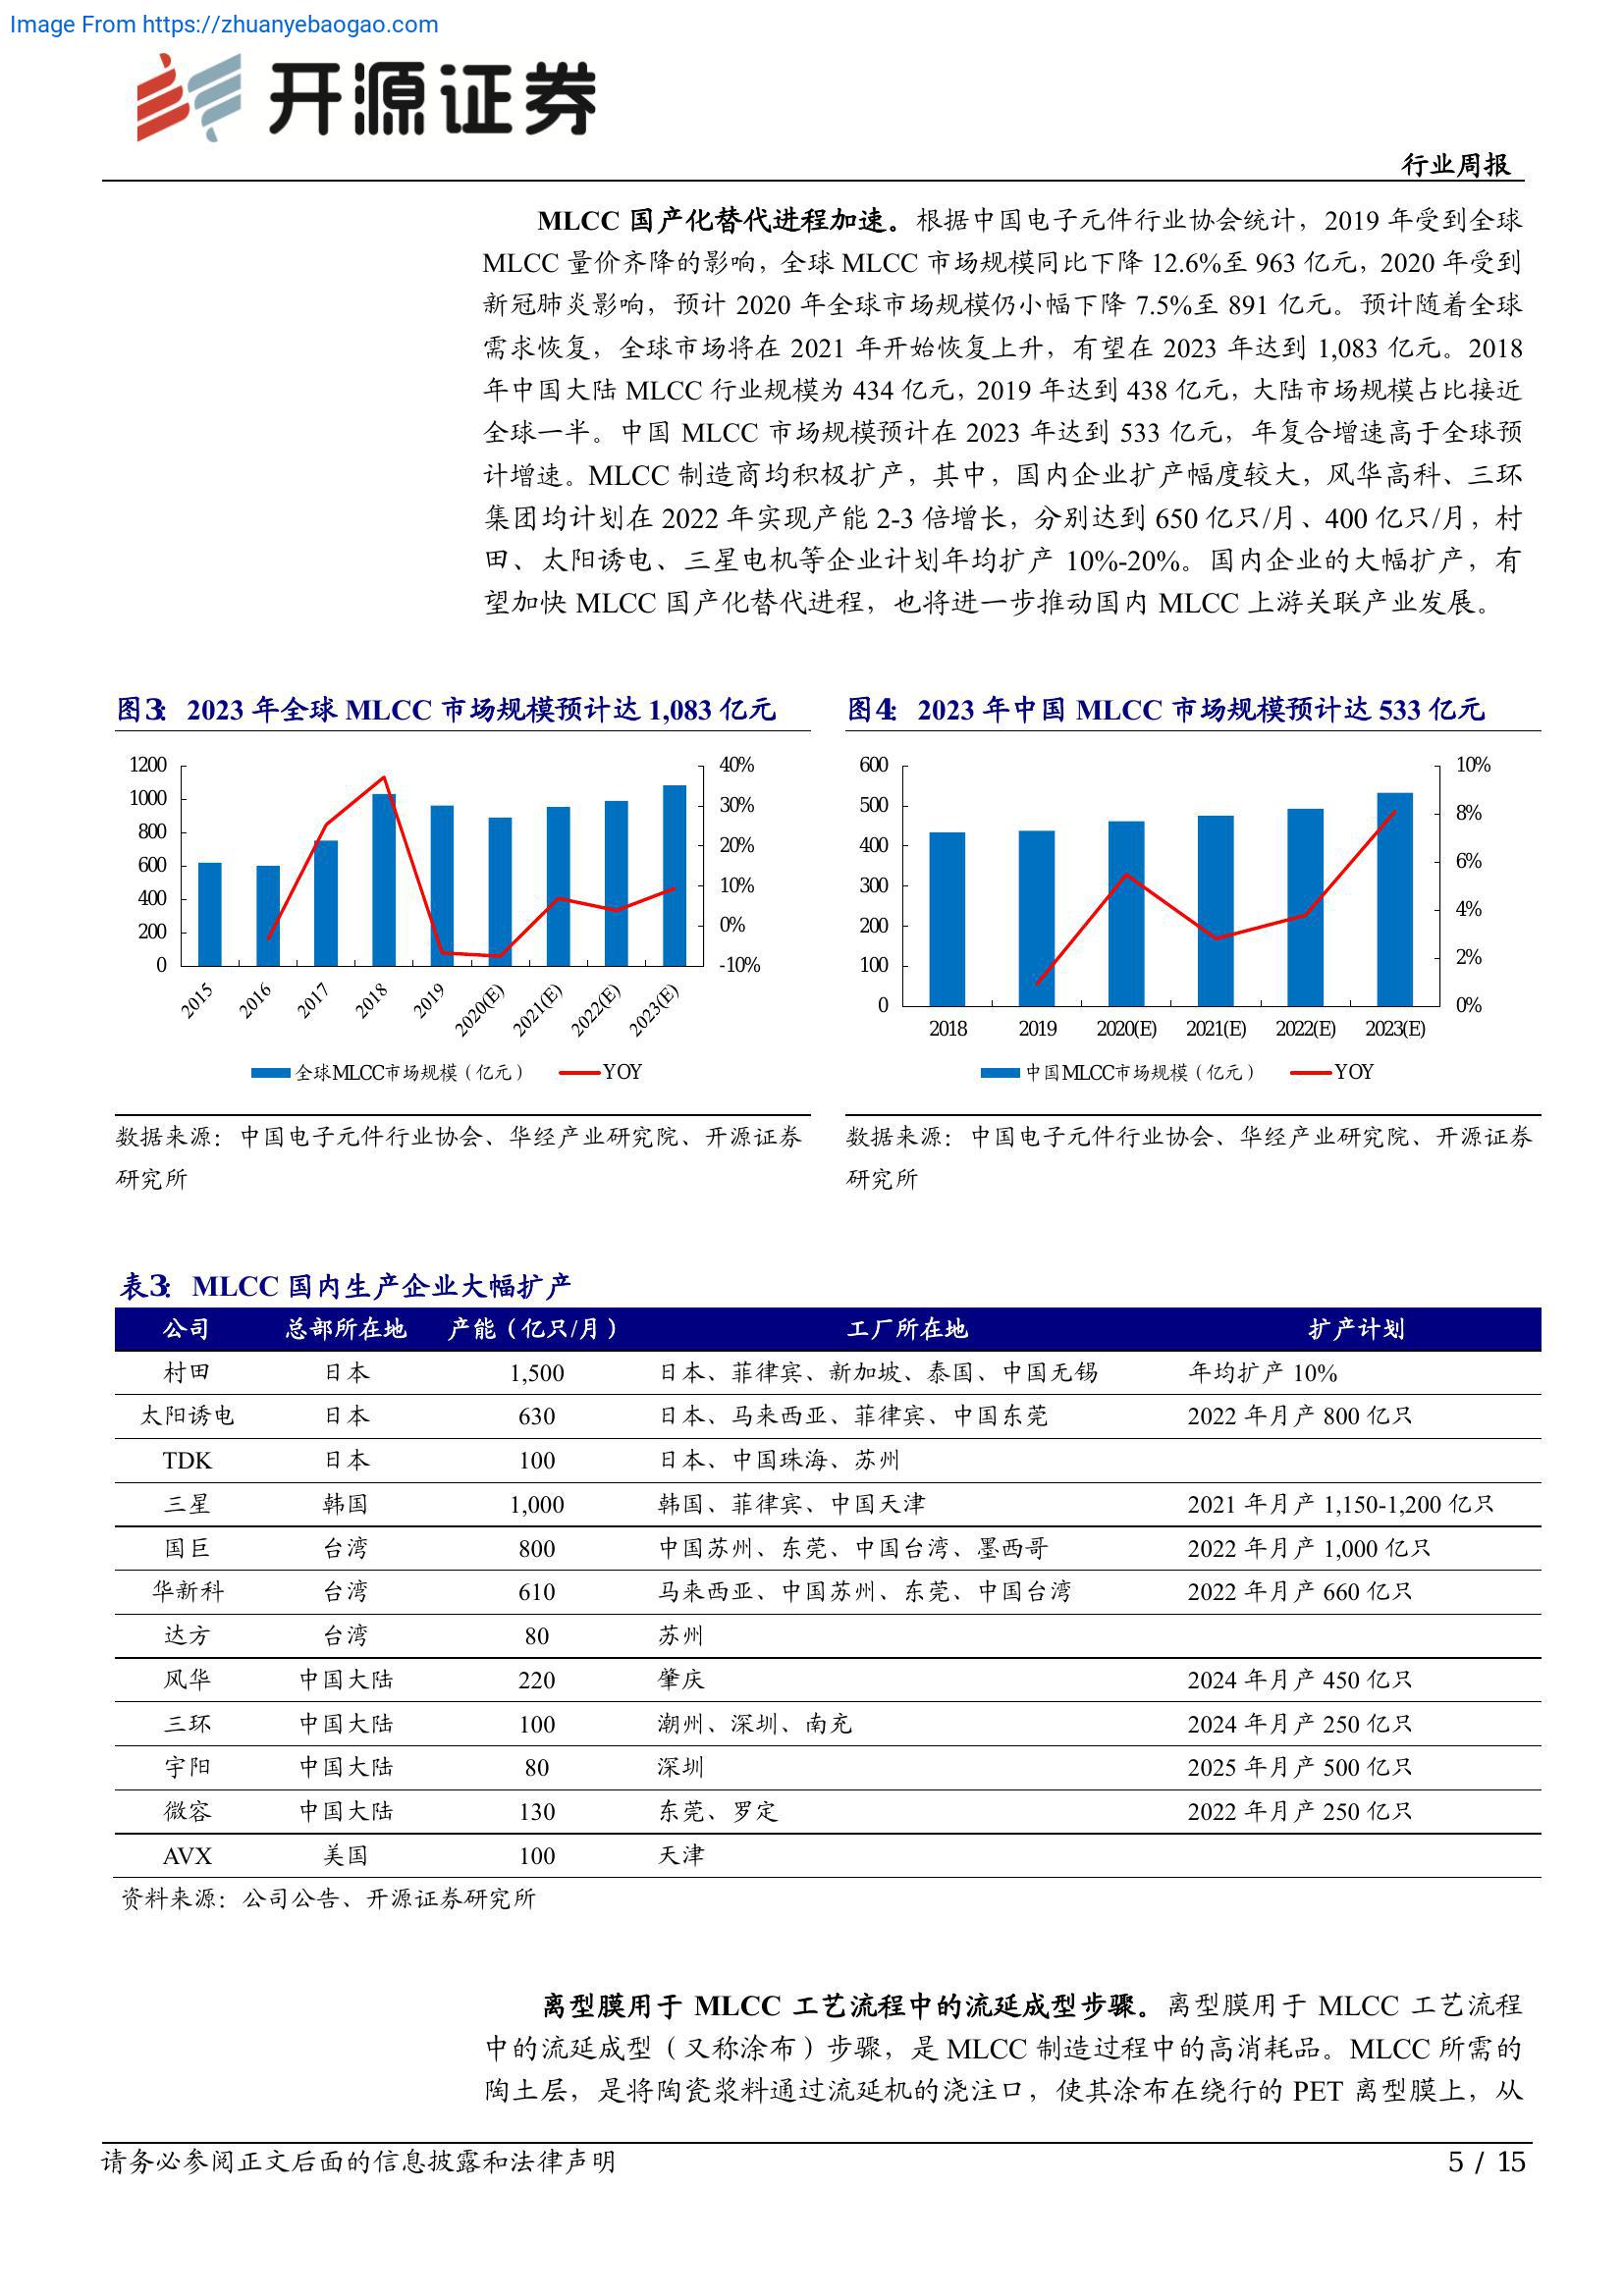 Image From https://zhuanyebaogao.com
开源证券
行业周报
MLCC 国产化替代进程加速。根据中国电子元件行业协会统计，2019 年受到全球
MLCC 量价齐降的影响，全球 MLCC 市场规模同比下降 12.6%至 963 亿元，2020 年受到
新冠肺炎影响，预计 2020 年全球市场规模仍小幅下降 7.5%至 891 亿元。预计随着全球
需求恢复，全球市场将在 2021 年开始恢复上升，有望在 2023 年达到 1,083 亿元。2018
年中国大陆 MLCC 行业规模为 434 亿元，2019 年达到 438 亿元，大陆市场规模占比接近
全球一半。中国 MLCC 市场规模预计在 2023 年达到 533 亿元，年复合增速高于全球预
计增速。MLCC 制造商均积极扩产，其中，国内企业扩产幅度较大，风华高科、三环
集团均计划在 2022 年实现产能 2-3 倍增长，分别达到 650 亿只/月、400 亿只/月，村
田、太阳诱电、三星电机等企业计划年均扩产 10%-20%。国内企业的大幅扩产，有
望加快 MLCC 国产化替代进程，也将进一步推动国内 MLCC 上游关联产业发展。
图3：2023 年全球 MLCC 市场规模预计达 1,083 亿元
1200
1000
800
600
400
200
0
40%
30%
20%
10%
0%
-10%
2015 2016 2017 2018 2019 2020(E) 2021(E) 2022(E) 2023(E)
全球MLCC市场规模（亿元） YOY
数据来源：中国电子元件行业协会、华经产业研究院、开源证券
研究所
图4：2023 年中国 MLCC 市场规模预计达 533 亿元
600
500
400
300
200
100
0
10%
8%
6%
4%
2%
0%
2018 2019 2020(E) 2021(E) 2022(E) 2023(E)
中国MLCC市场规模（亿元） YOY
数据来源：中国电子元件行业协会、华经产业研究院、开源证券
研究所
表3：MLCC 国内生产企业大幅扩产
公司 总部所在地 产能（亿只/月） 工厂所在地 扩产计划
村田 日本 1,500 日本、菲律宾、新加坡、泰国、中国无锡 年均扩产 10%
太阳诱电 日本 630 日本、马来西亚、菲律宾、中国东莞 2022 年月产 800 亿只
TDK 日本 100 日本、中国珠海、苏州
三星 韩国 1,000 韩国、菲律宾、中国天津 2021 年月产 1,150-1,200 亿只
国巨 台湾 800 中国苏州、东莞、中国台湾、墨西哥 2022 年月产 1,000 亿只
华新科 台湾 610 马来西亚、中国苏州、东莞、中国台湾 2022 年月产 660 亿只
达方 台湾 80 苏州
风华 中国大陆 220 肇庆 2024 年月产 450 亿只
三环 中国大陆 100 潮州、深圳、南充 2024 年月产 250 亿只
宇阳 中国大陆 80 深圳 2025 年月产 500 亿只
微容 中国大陆 130 东莞、罗定 2022 年月产 250 亿只
AVX 美国 100 天津
资料来源：公司公告、开源证券研究所
离型膜用于 MLCC 工艺流程中的流延成型步骤。离型膜用于 MLCC 工艺流程
中的流延成型（又称涂布）步骤，是 MLCC 制造过程中的高消耗品。MLCC 所需的
陶土层，是将陶瓷浆料通过流延机的浇注口，使其涂布在绕行的 PET 离型膜上，从
请务必参阅正文后面的信息披露和法律声明
5 / 15